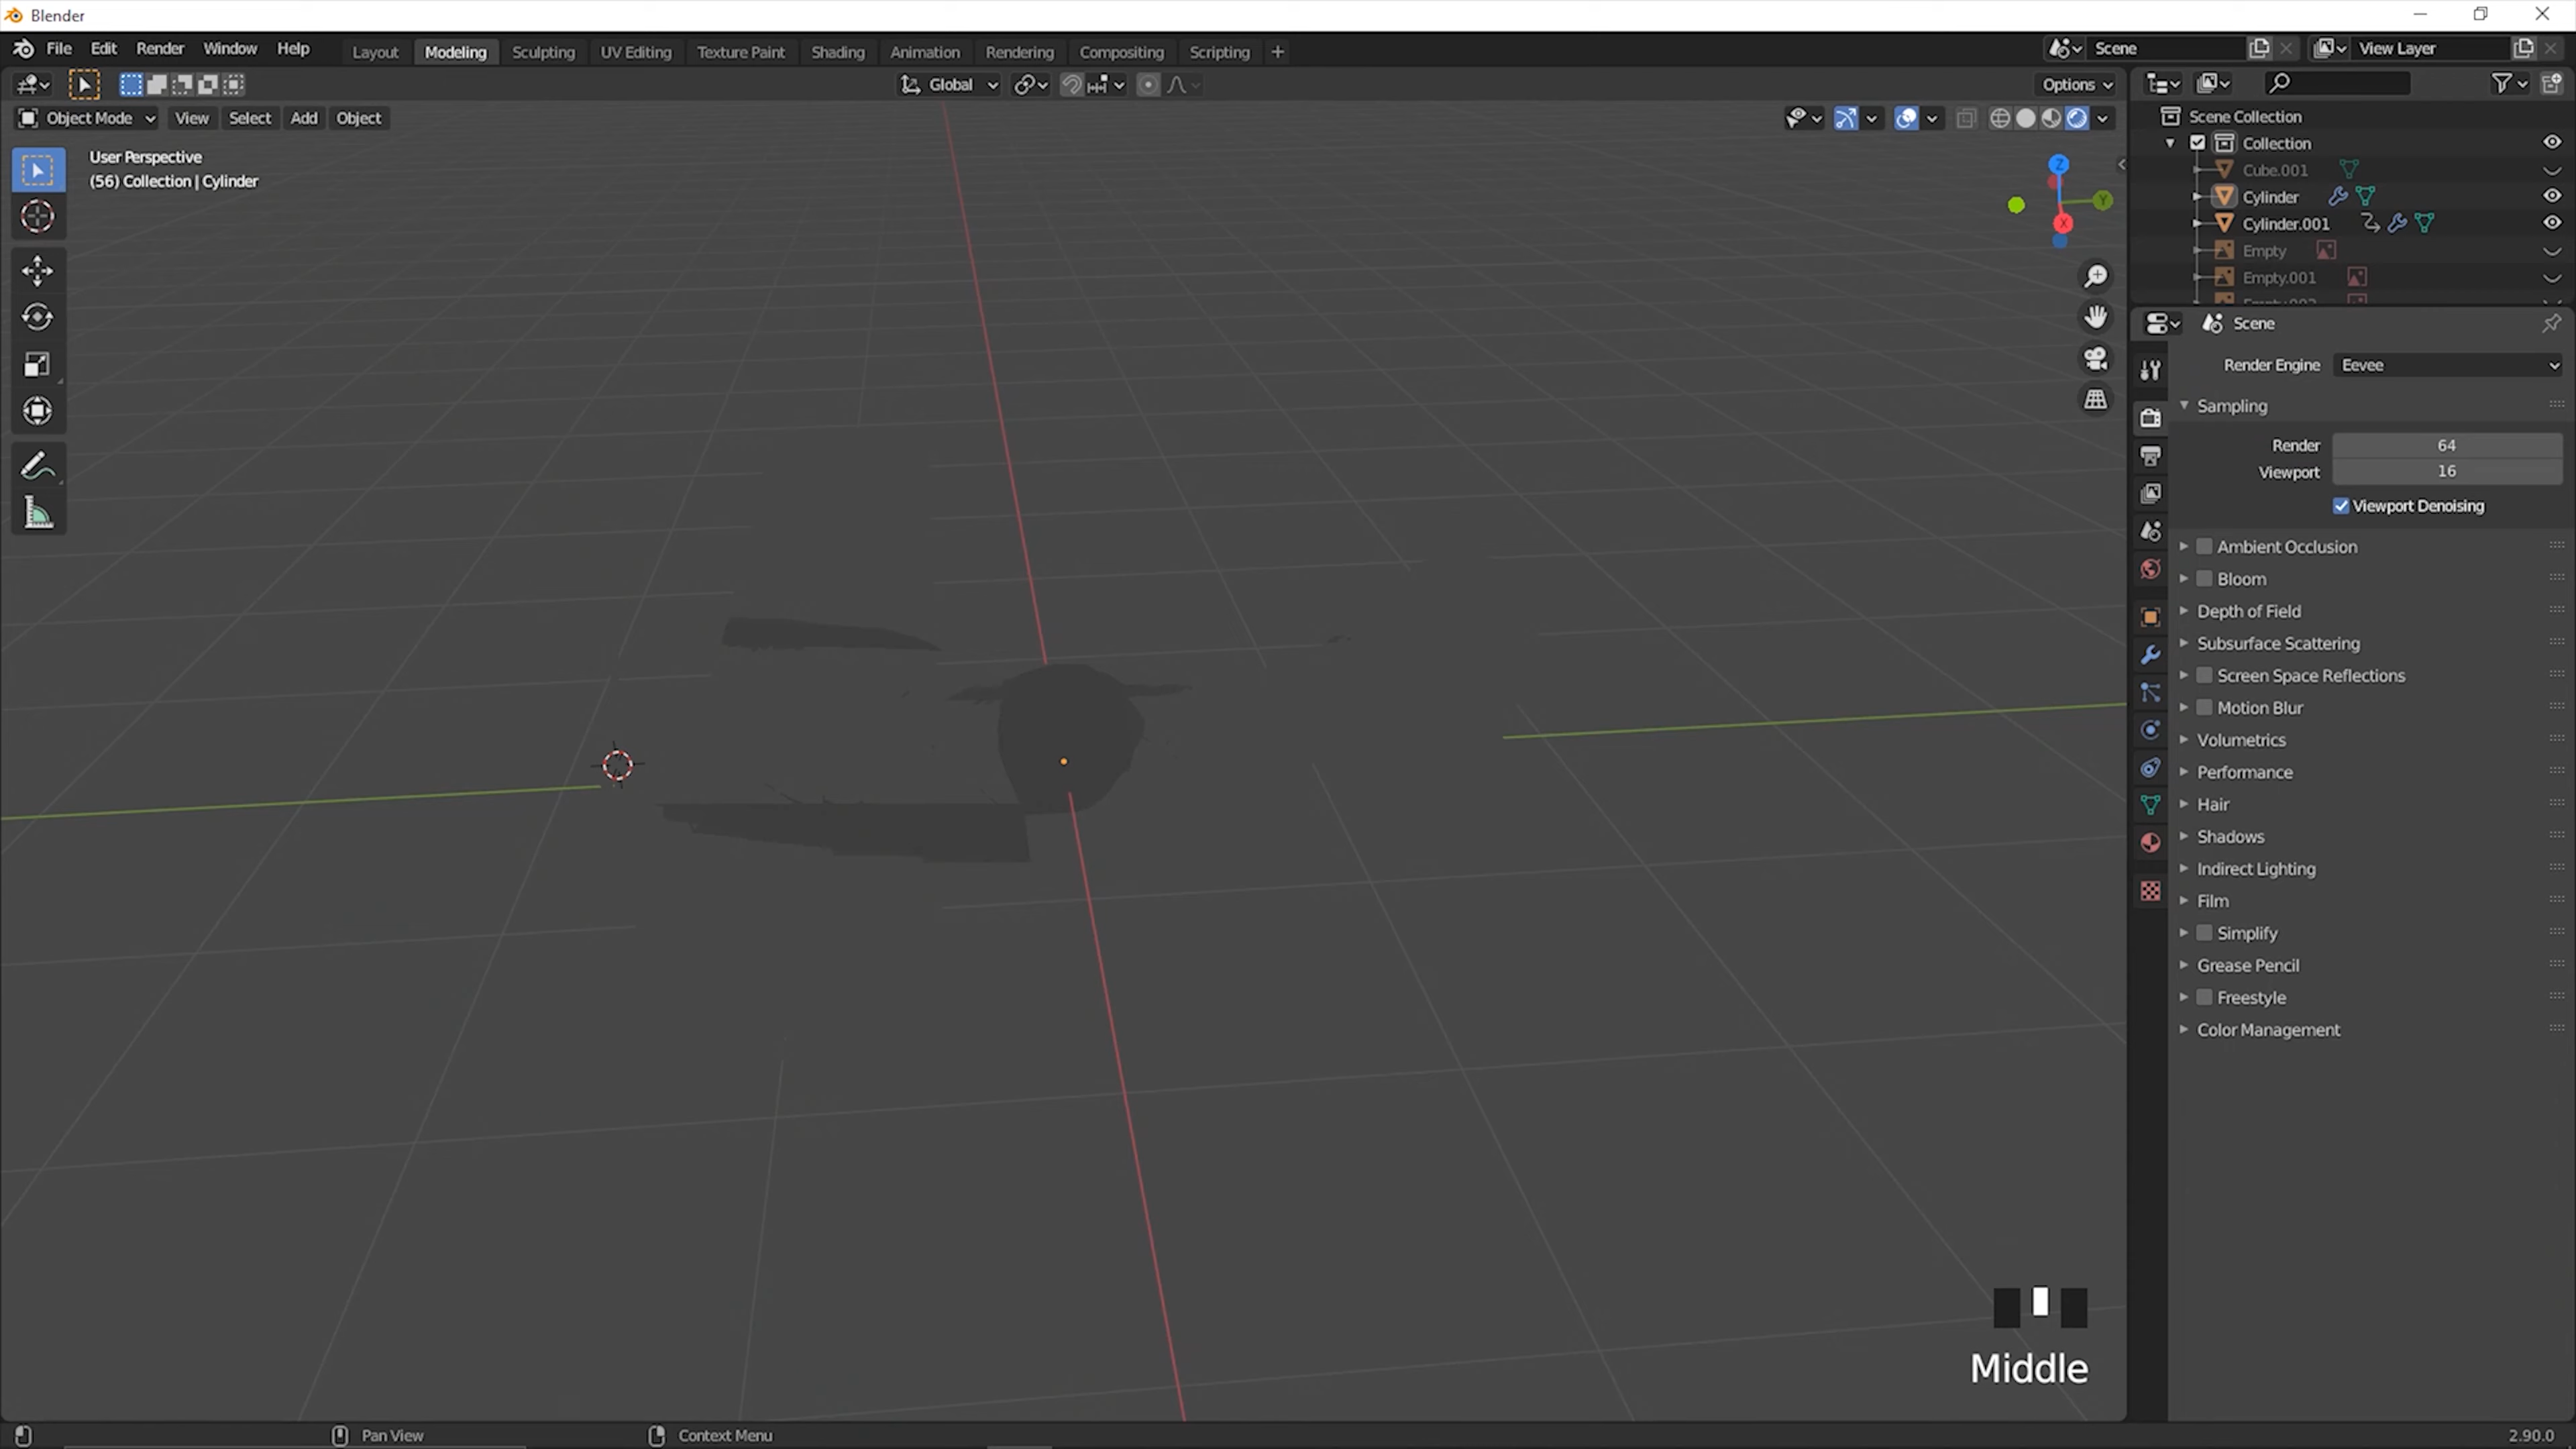 Blender
File Edit Render Window Help Layout Modeling Sculpting UV Editing Texture Paint Shading Animation Rendering Compositing Scripting + Scene View Layer
Global Options
Object Mode View Select Add Object
User Perspective
(56) Collection | Cylinder
Z
Y
X
Scene Collection
Collection
Cube.001
Cylinder
Cylinder.001
Empty
Empty.001
Scene
Render Engine Eevee
Sampling
Render 64
Viewport 16
Viewport Denoising
Ambient Occlusion
Bloom
Depth of Field
Subsurface Scattering
Screen Space Reflections
Motion Blur
Volumetrics
Performance
Hair
Shadows
Indirect Lighting
Film
Simplify
Grease Pencil
Freestyle
Color Management
Middle
Pan View Context Menu 2.90.0